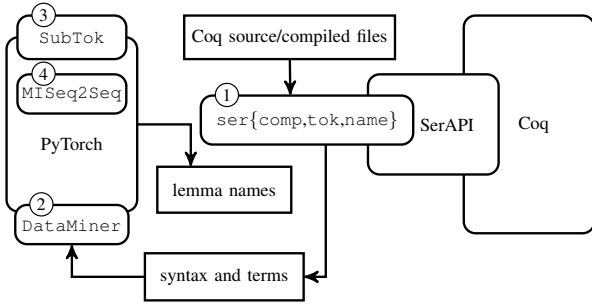 3
SubTok
4
MISeq2Seq
PyTorch
2
DataMiner
Coq source/compiled files
1
ser{comp,tok,name}
SerAPI
Coq
lemma names
syntax and terms